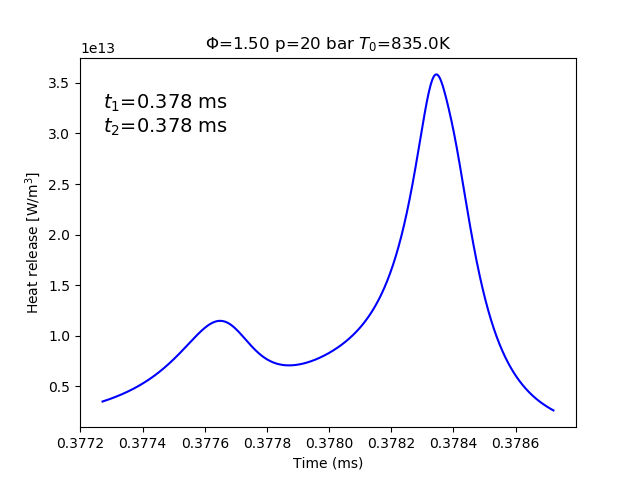 Φ=1.50 p=20 bar T₀=835.0K
1e13
t₁=0.378 ms
t₂=0.378 ms
Heat release [W/m³]
3.5
3.0
2.5
2.0
1.5
1.0
0.5
0.3772 0.3774 0.3776 0.3778 0.3780 0.3782 0.3784 0.3786
Time (ms)